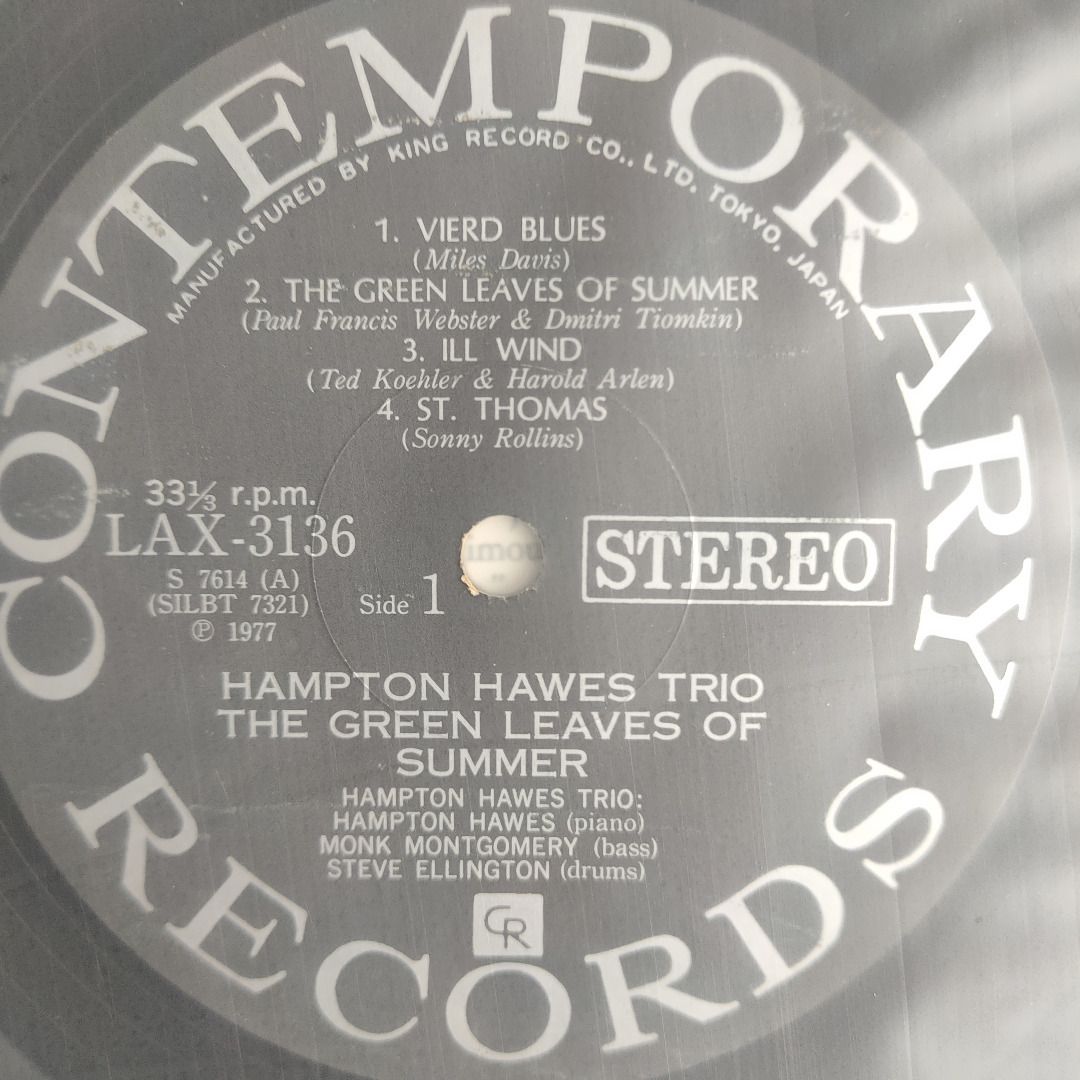 CONTEMPORARY
MANUFACTURED BY KING RECORD CO., LTD. TOKYO, JAPAN
1. VIERD BLUES
(Miles Davis)
2. THE GREEN LEAVES OF SUMMER
(Paul Francis Webster & Dmitri Tiomkin)
3. ILL WIND
(Ted Koehler & Harold Arlen)
4. ST. THOMAS
(Sonny Rollins)
33⅓ r.p.m.
LAX-3136
S 7614 (A)
(SILBT 7321)
Ⓟ 1977
Side 1
imou
STEREO
HAMPTON HAWES TRIO
THE GREEN LEAVES OF
SUMMER
HAMPTON HAWES TRIO:
HAMPTON HAWES (piano)
MONK MONTGOMERY (bass)
STEVE ELLINGTON (drums)
CR
RECORDS